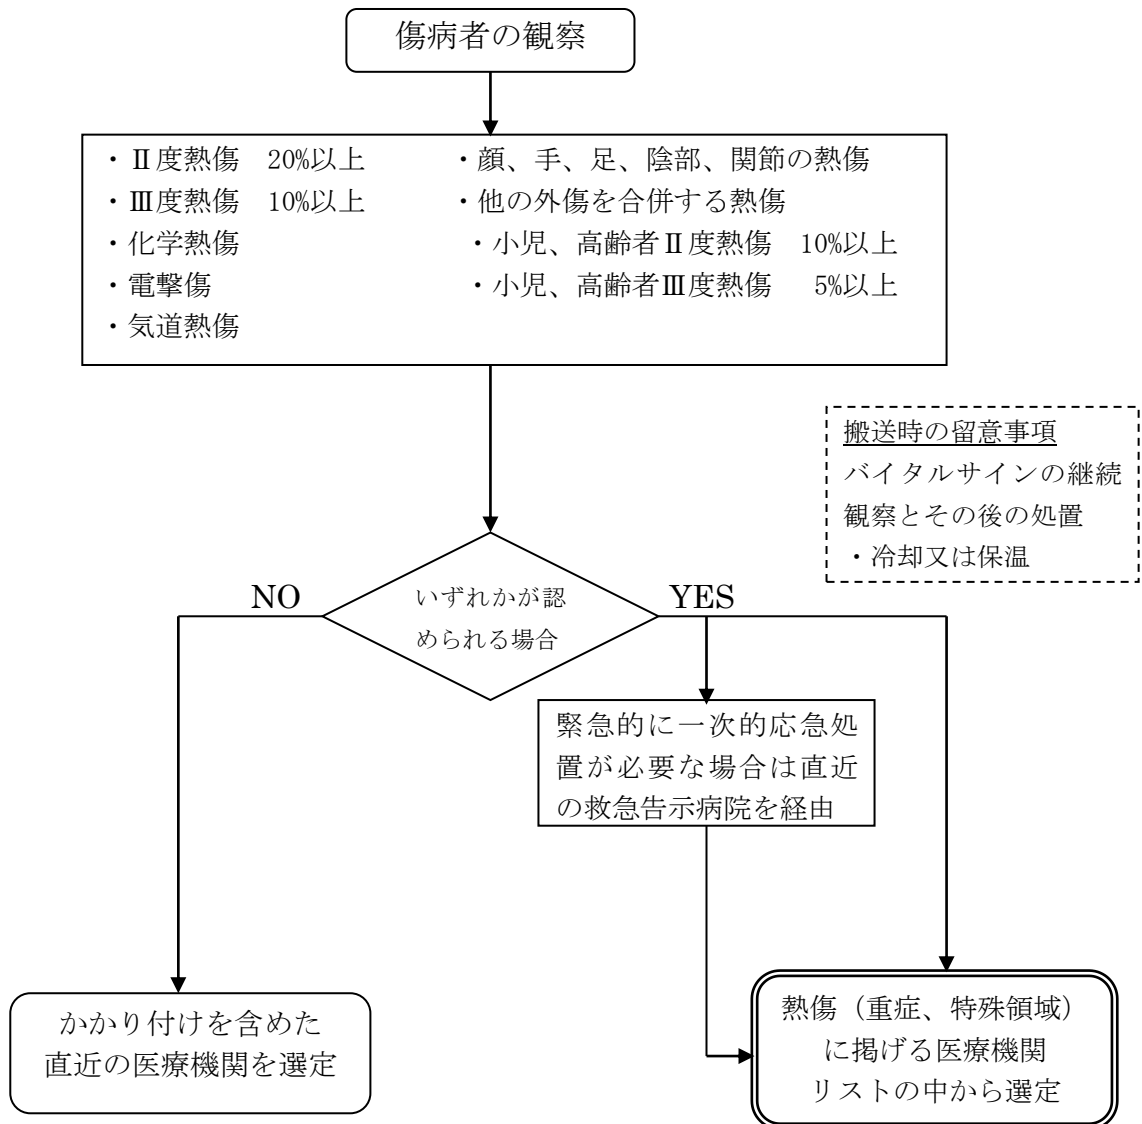 傷病者の観察
・Ⅱ度熱傷　20%以上
・Ⅲ度熱傷　10%以上
・化学熱傷
・電撃傷
・気道熱傷
・顔、手、足、陰部、関節の熱傷
・他の外傷を合併する熱傷
・小児、高齢者Ⅱ度熱傷　10%以上
・小児、高齢者Ⅲ度熱傷　5%以上
搬送時の留意事項
バイタルサインの継続
観察とその後の処置
・冷却又は保温
いずれかが認
められる場合
NO
YES
緊急的に一次的応急処
置が必要な場合は直近
の救急告示病院を経由
かかり付けを含めた
直近の医療機関を選定
熱傷（重症、特殊領域）
に掲げる医療機関
リストの中から選定